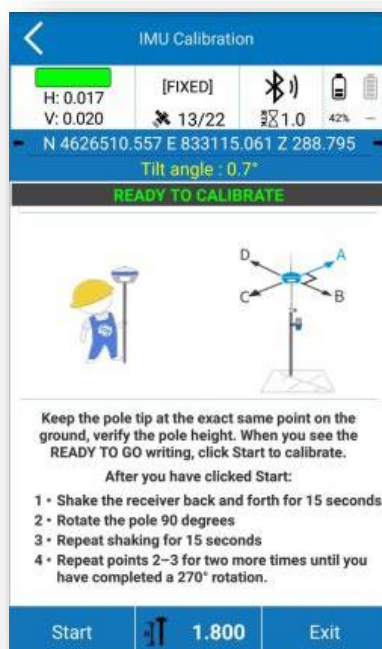 IMU Calibration
H: 0.017
V: 0.020
[FIXED]
13/22
1.0
42%
N 4626510.557 E 833115.061 Z 288.795
Tilt angle : 0.7°
READY TO CALIBRATE
D
A
C
B
Keep the pole tip at the exact same point on the
ground, verify the pole height. When you see the
READY TO GO writing, click Start to calibrate.
After you have clicked Start:
1 • Shake the receiver back and forth for 15 seconds
2 • Rotate the pole 90 degrees
3 • Repeat shaking for 15 seconds
4 • Repeat points 2–3 for two more times until you
have completed a 270° rotation.
Start
1.800
Exit